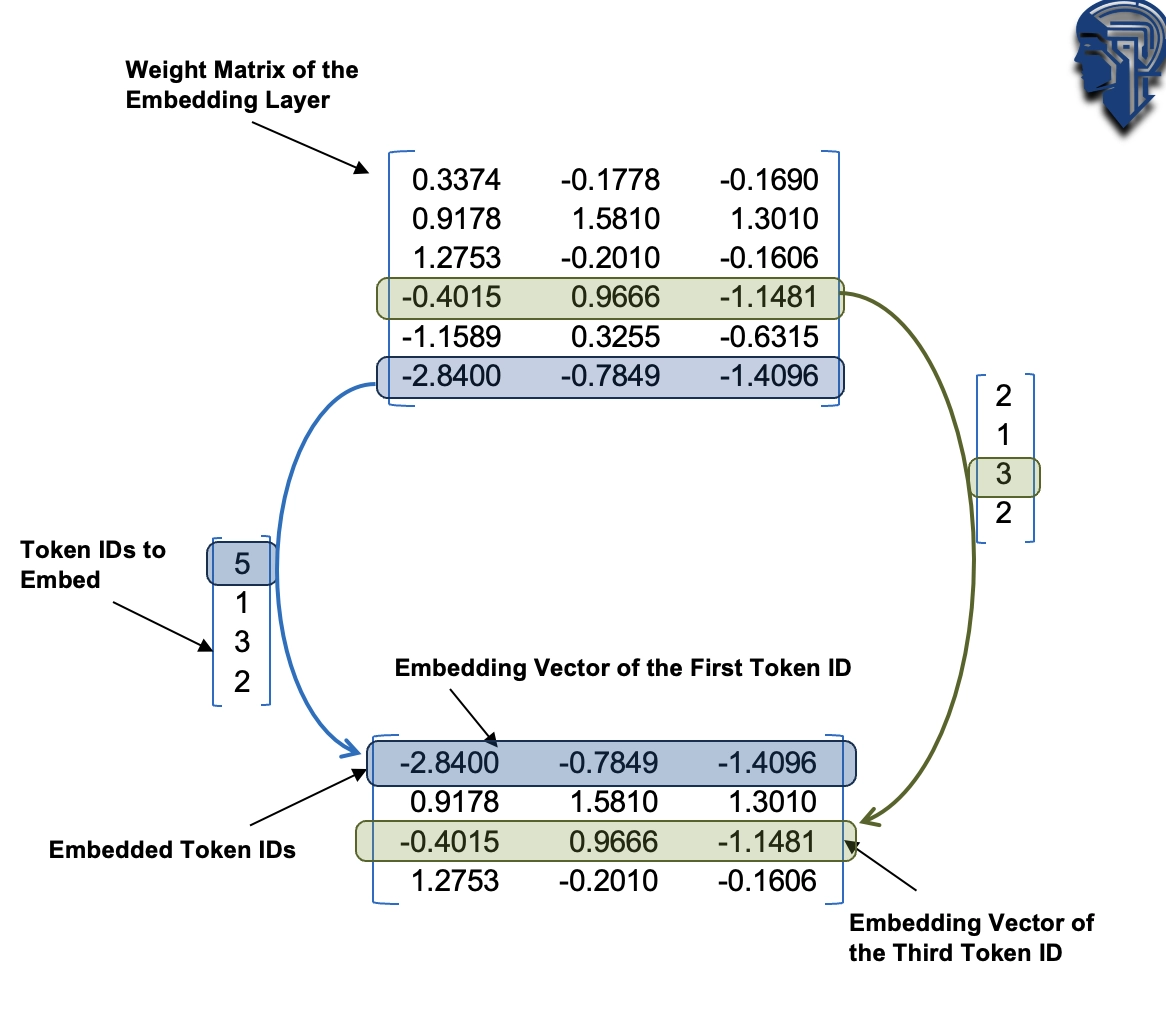 Weight Matrix of the
Embedding Layer
0.3374 -0.1778 -0.1690
0.9178 1.5810 1.3010
1.2753 -0.2010 -0.1606
-0.4015 0.9666 -1.1481
-1.1589 0.3255 -0.6315
-2.8400 -0.7849 -1.4096
2
1
3
2
Token IDs to
Embed
5
1
3
2
Embedding Vector of the First Token ID
-2.8400 -0.7849 -1.4096
0.9178 1.5810 1.3010
-0.4015 0.9666 -1.1481
1.2753 -0.2010 -0.1606
Embedded Token IDs
Embedding Vector of
the Third Token ID